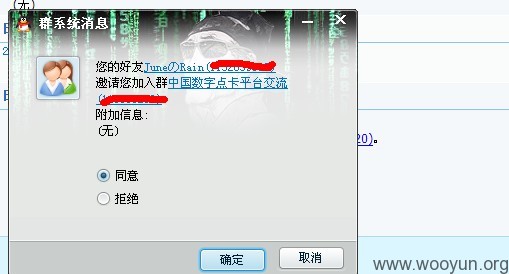 (无)
群系统消息
您的好友JuneのRain(
邀请您加入群中国数字点卡平台交流
附加信息:
(无)
20)。
同意
拒绝
确定
取消
www.wooyun.org